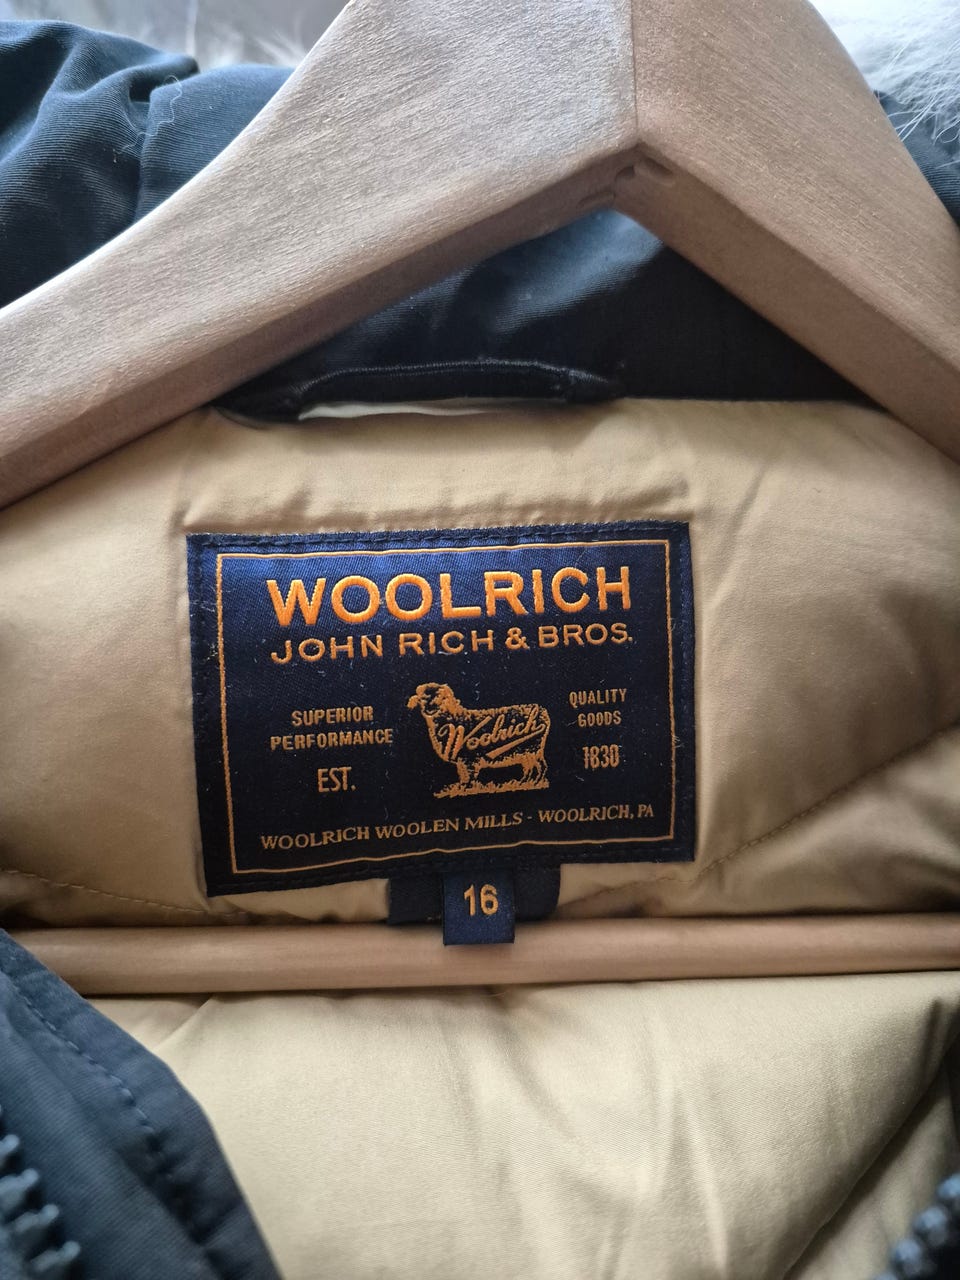 WOOLRICH
JOHN RICH & BROS.
SUPERIOR
PERFORMANCE
EST.
Woolrich
QUALITY
GOODS
1830
WOOLRICH WOOLEN MILLS - WOOLRICH, PA
16